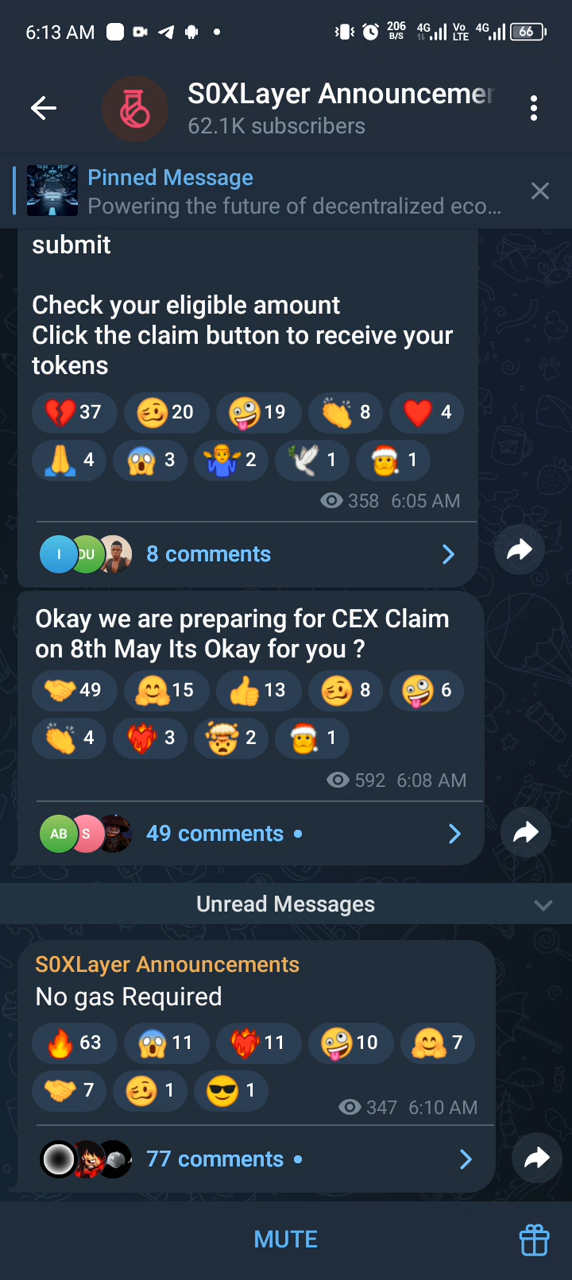 6:13 AM
206
B/S
4G
Vo
LTE
4G
66
S0XLayer Announcemen
62.1K subscribers
Pinned Message
Powering the future of decentralized eco...
submit
Check your eligible amount
Click the claim button to receive your
tokens
37 20 19 8 4
4 3 2 1 1
358 6:05 AM
I DU
8 comments
Okay we are preparing for CEX Claim
on 8th May Its Okay for you ?
49 15 13 8 6
4 3 2 1
592 6:08 AM
AB S
49 comments
Unread Messages
S0XLayer Announcements
No gas Required
63 11 11 10 7
7 1 1
347 6:10 AM
77 comments
MUTE